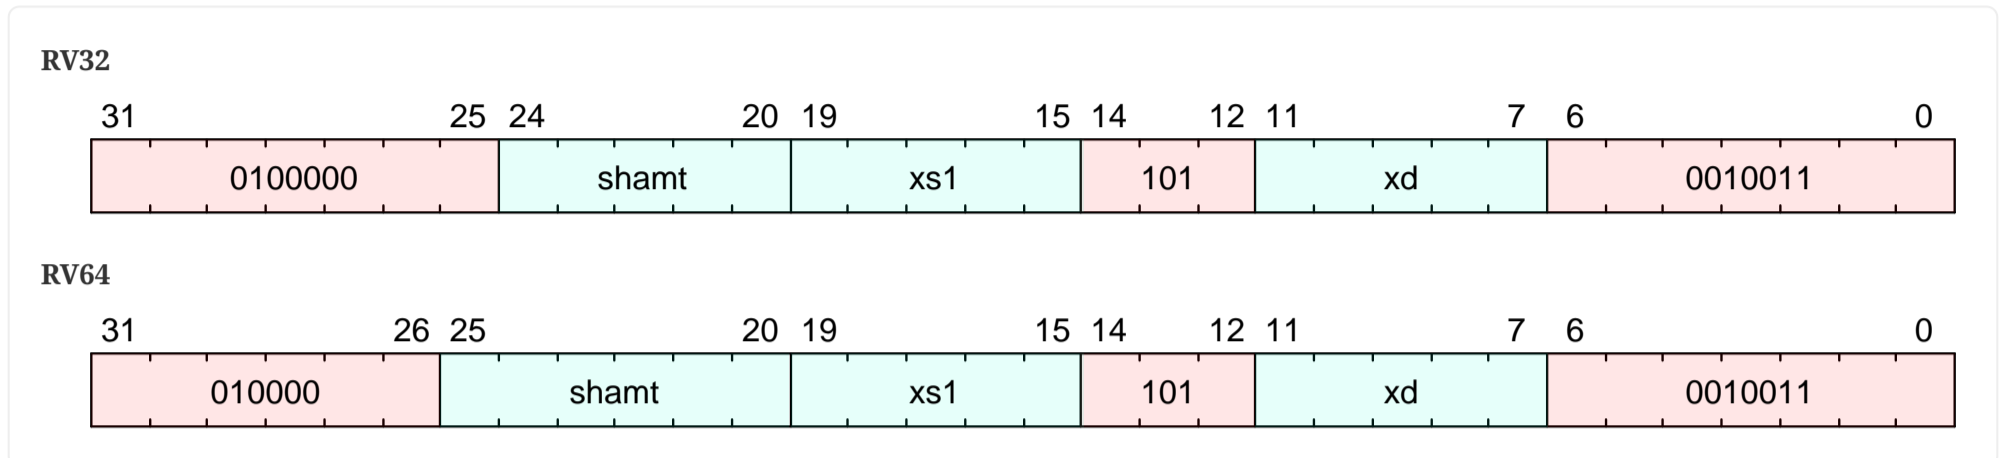 RV32
31 25 24 20 19 15 14 12 11 7 6 0
0100000 shamt xs1 101 xd 0010011
RV64
31 26 25 20 19 15 14 12 11 7 6 0
010000 shamt xs1 101 xd 0010011